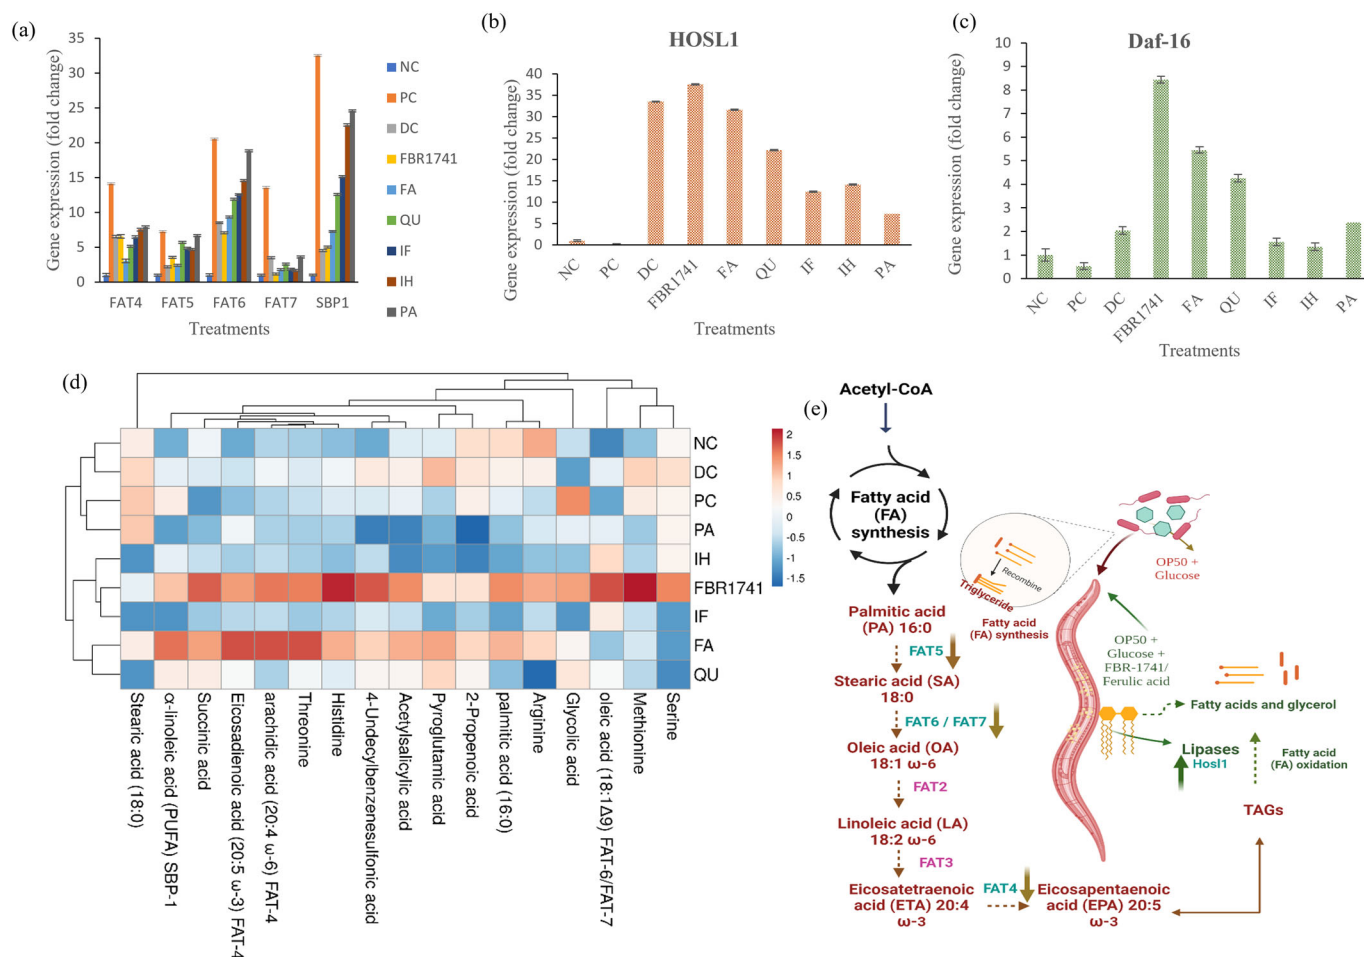 (a)
Gene expression (fold change)
35
30
25
20
15
10
5
0
FAT4 FAT5 FAT6 FAT7 SBP1
Treatments
NC
PC
DC
FBR1741
FA
QU
IF
IH
PA
(b)
HOSL1
Gene expression (fold change)
40
35
30
25
20
15
10
5
0
NC PC DC FBR1741 FA QU IF IH PA
Treatments
(c)
Daf-16
Gene expression (fold change)
10
9
8
7
6
5
4
3
2
1
0
NC PC DC FBR1741 FA QU IF IH PA
Treatments
(d)
NC
DC
PC
PA
IH
FBR1741
IF
FA
QU
2
1.5
1
0.5
0
-0.5
-1
-1.5
Stearic acid (18:0)
α-linoleic acid (PUFA) SBP-1
Succinic acid
Eicosadienoic acid (20:5 ω-3) FAT-4
arachidic acid (20:4 ω-6) FAT-4
Threonine
Histidine
4-Undecylbenzenesulfonic acid
Acetylsalicylic acid
Pyroglutamic acid
2-Propenoic acid
palmitic acid (16:0)
Arginine
Glycolic acid
oleic acid (18:1Δ9) FAT-6/FAT-7
Methionine
Serine
(e)
Acetyl-CoA
Fatty acid
(FA)
synthesis
Palmitic acid
(PA) 16:0
FAT5
Stearic acid (SA)
18:0
FAT6 / FAT7
Oleic acid (OA)
18:1 ω-6
FAT2
Linoleic acid (LA)
18:2 ω-6
FAT3
Eicosatetraenoic
acid (ETA) 20:4
ω-3
FAT4
Eicosapentaenoic
acid (EPA) 20:5
ω-3
Recombine
Triglyceride
Fatty acid
(FA) synthesis
OP50 +
Glucose
OP50 +
Glucose +
FBR-1741/
Ferulic acid
Fatty acids and glycerol
Lipases
Hosl1
Fatty acid
(FA) oxidation
TAGs